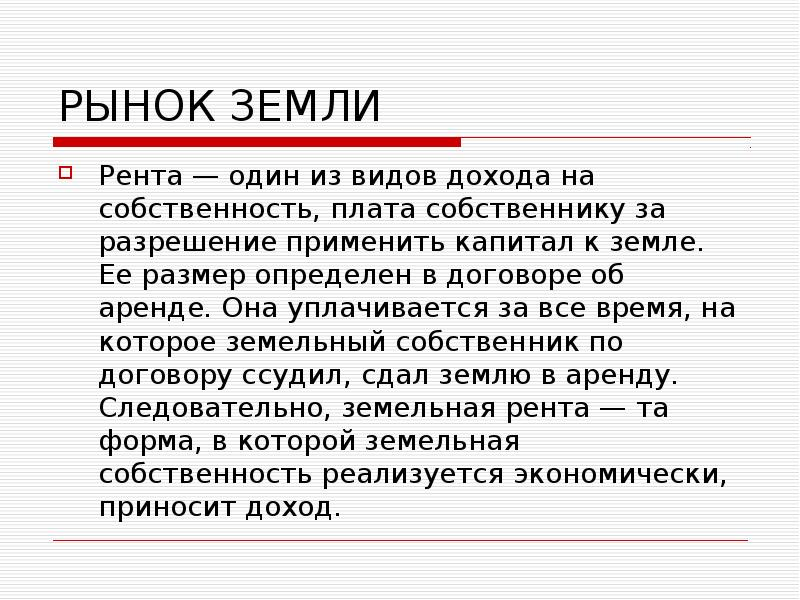 РЫНОК ЗЕМЛИ
Рента — один из видов дохода на
собственность, плата собственнику за
разрешение применить капитал к земле.
Ее размер определен в договоре об
аренде. Она уплачивается за все время, на
которое земельный собственник по
договору ссудил, сдал землю в аренду.
Следовательно, земельная рента — та
форма, в которой земельная
собственность реализуется экономически,
приносит доход.